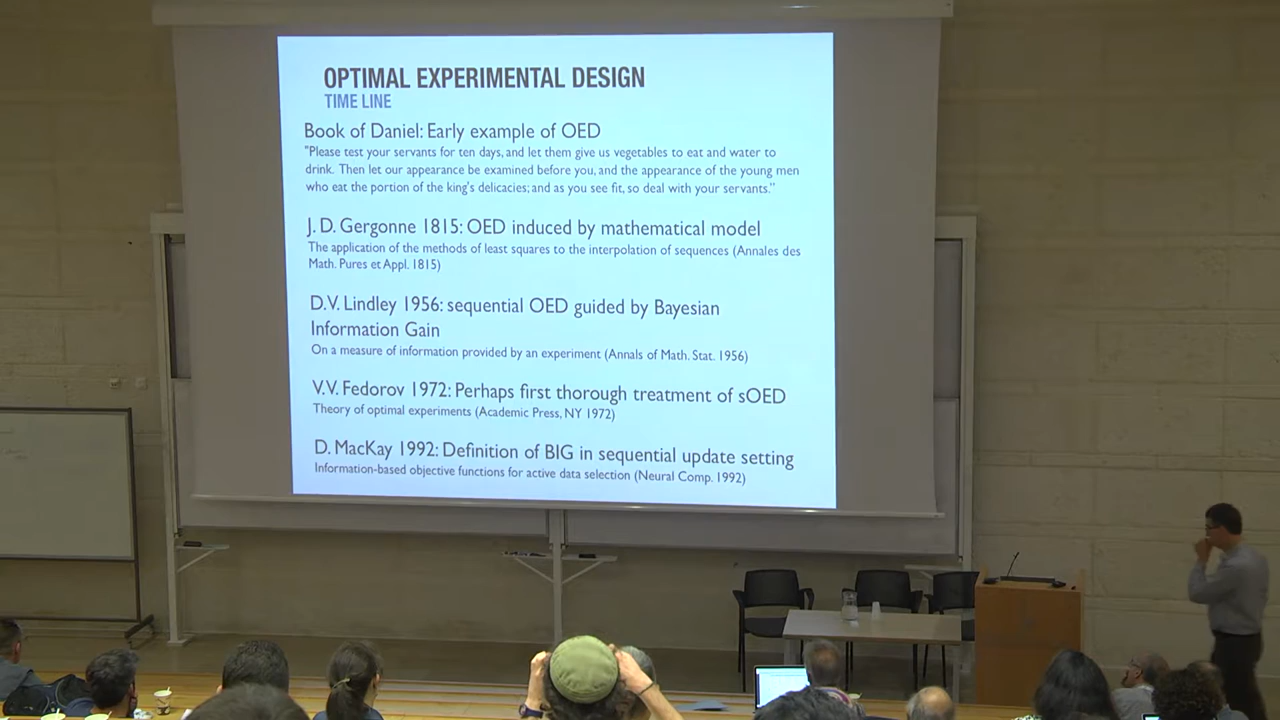 OPTIMAL EXPERIMENTAL DESIGN
TIME LINE
Book of Daniel: Early example of OED
"Please test your servants for ten days, and let them give us vegetables to eat and water to
drink. Then let our appearance be examined before you, and the appearance of the young men
who eat the portion of the king's delicacies; and as you see fit, so deal with your servants."
J. D. Gergonne 1815: OED induced by mathematical model
The application of the methods of least squares to the interpolation of sequences (Annales des
Math. Pures et Appl. 1815)
D.V. Lindley 1956: sequential OED guided by Bayesian
Information Gain
On a measure of information provided by an experiment (Annals of Math. Stat. 1956)
V.V. Fedorov 1972: Perhaps first thorough treatment of sOED
Theory of optimal experiments (Academic Press, NY 1972)
D. MacKay 1992: Definition of BIG in sequential update setting
Information-based objective functions for active data selection (Neural Comp. 1992)